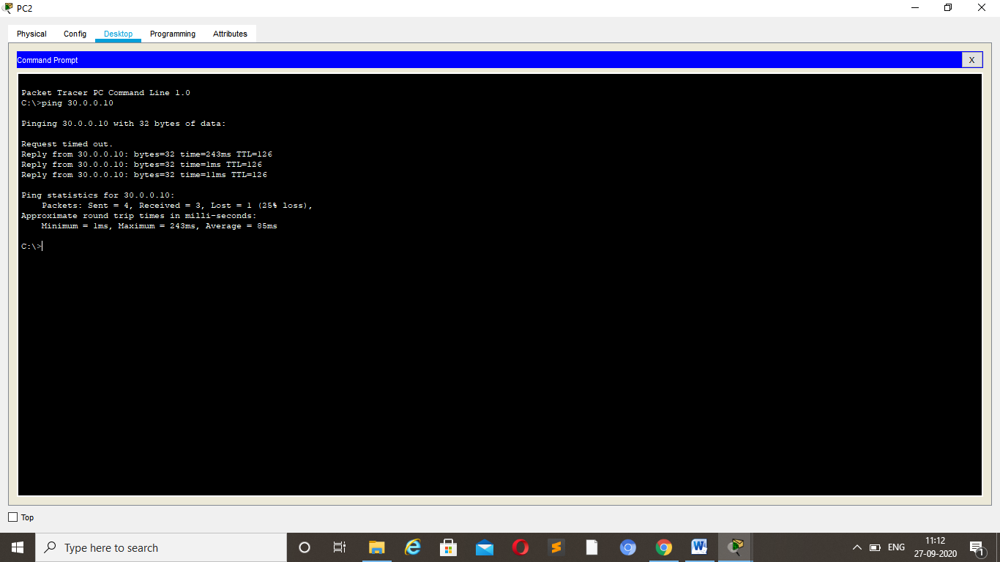 PC2
Physical Config Desktop Programming Attributes
Command Prompt
X
Packet Tracer PC Command Line 1.0
C:\>ping 30.0.0.10
Pinging 30.0.0.10 with 32 bytes of data:
Request timed out.
Reply from 30.0.0.10: bytes=32 time=243ms TTL=126
Reply from 30.0.0.10: bytes=32 time=1ms TTL=126
Reply from 30.0.0.10: bytes=32 time=11ms TTL=126
Ping statistics for 30.0.0.10:
Packets: Sent = 4, Received = 3, Lost = 1 (25% loss),
Approximate round trip times in milli-seconds:
Minimum = 1ms, Maximum = 243ms, Average = 85ms
C:\>
Top
Type here to search
W
ENG
11:12
27-09-2020
1